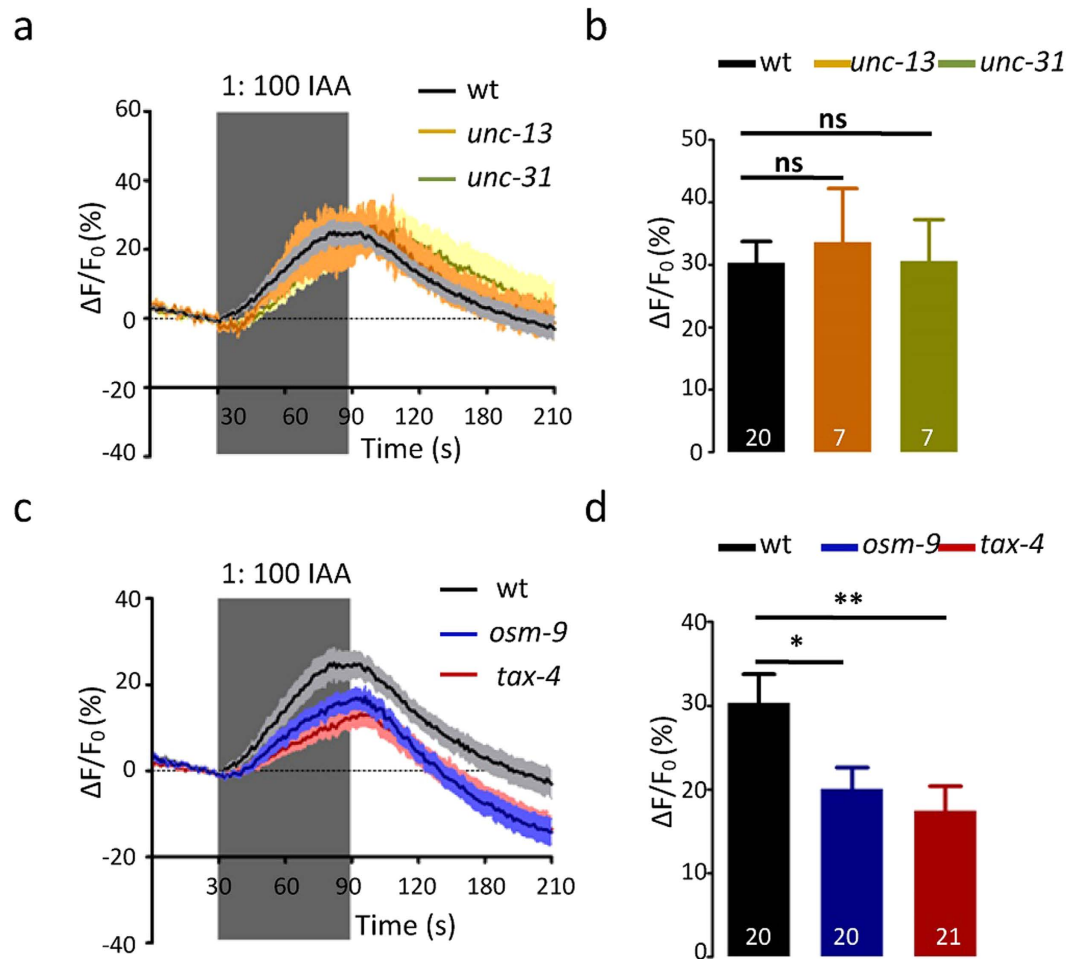 a
1: 100 IAA
wt
unc-13
unc-31
60
40
20
0
-20
-40
ΔF/F0 (%)
30 60 90 120 180 210
Time (s)
b
wt unc-13 unc-31
ns
ns
50
40
30
30
10
0
ΔF/F0 (%)
20 7 7
c
1: 100 IAA
wt
osm-9
tax-4
40
20
0
-20
-40
ΔF/F0 (%)
30 60 90 120 180 210
Time (s)
d
wt osm-9 tax-4
**
*
40
30
20
10
0
ΔF/F0 (%)
20 20 21